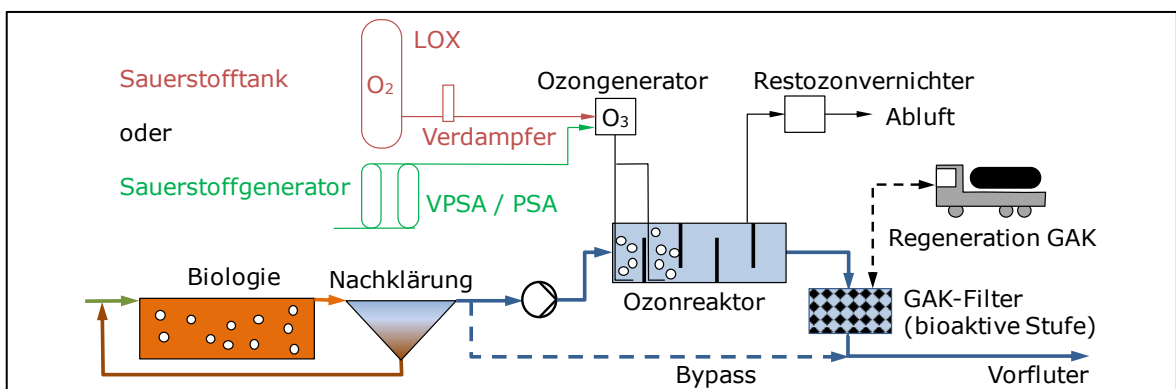 LOX
Sauerstofftank
O2
oder
Verdampfer
Sauerstoffgenerator
VPSA / PSA
Ozongenerator
O3
Restozonvernichter
Abluft
Regeneration GAK
Biologie
Nachklärung
Ozonreaktor
GAK-Filter
(bioaktive Stufe)
Bypass
Vorfluter